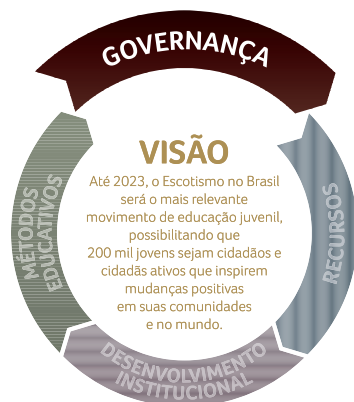 GOVERNANÇA
VISÃO
Até 2023, o Escotismo no Brasil
será o mais relevante
movimento de educação juvenil,
possibilitando que
200 mil jovens sejam cidadãos e
cidadãs ativos que inspirem
mudanças positivas
em suas comunidades
e no mundo.
MÉTODOS
EDUCATIVOS
RECURSOS
DESENVOLVIMENTO
INSTITUCIONAL